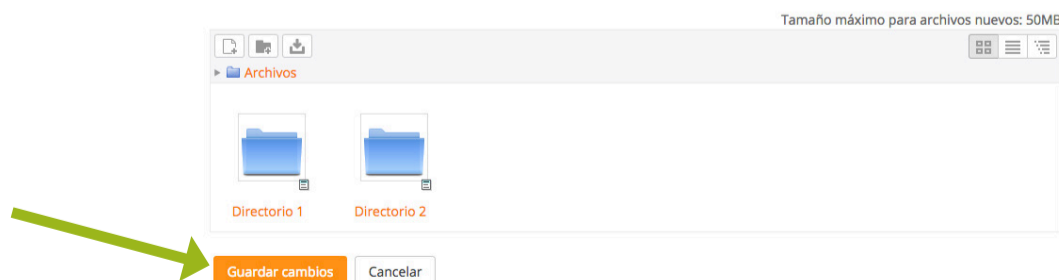 Tamaño máximo para archivos nuevos: 50MB
Archivos
Directorio 1 Directorio 2
Guardar cambios Cancelar